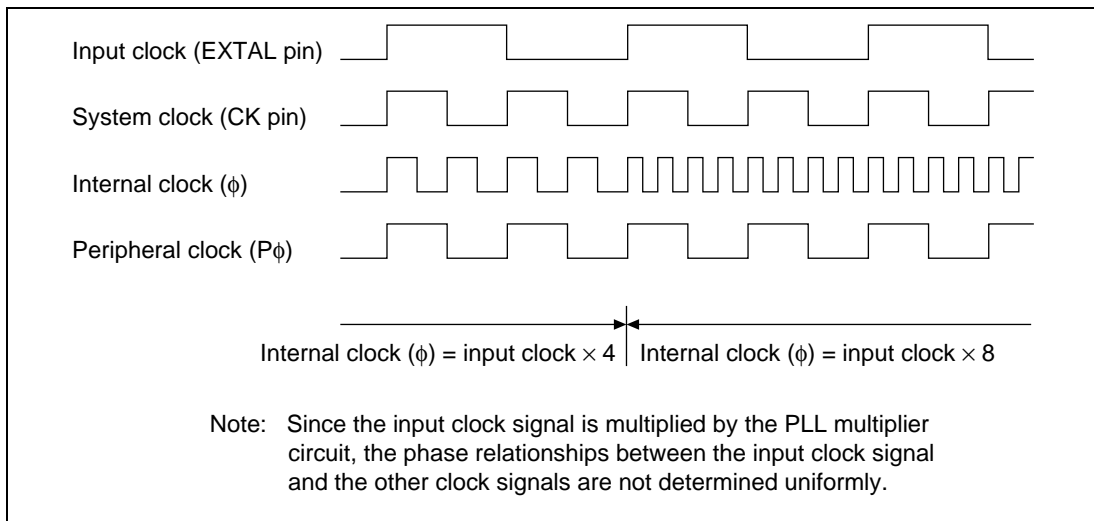 Input clock (EXTAL pin)
System clock (CK pin)
Internal clock (ϕ)
Peripheral clock (Pϕ)
Internal clock (ϕ) = input clock × 4
Internal clock (ϕ) = input clock × 8
Note: Since the input clock signal is multiplied by the PLL multiplier
circuit, the phase relationships between the input clock signal
and the other clock signals are not determined uniformly.